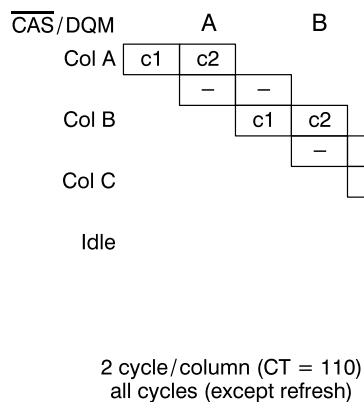 CAS/DQM A B
Col A c1 c2
– –
Col B c1 c2
–
Col C
Idle
2 cycle/column (CT = 110)
all cycles (except refresh)